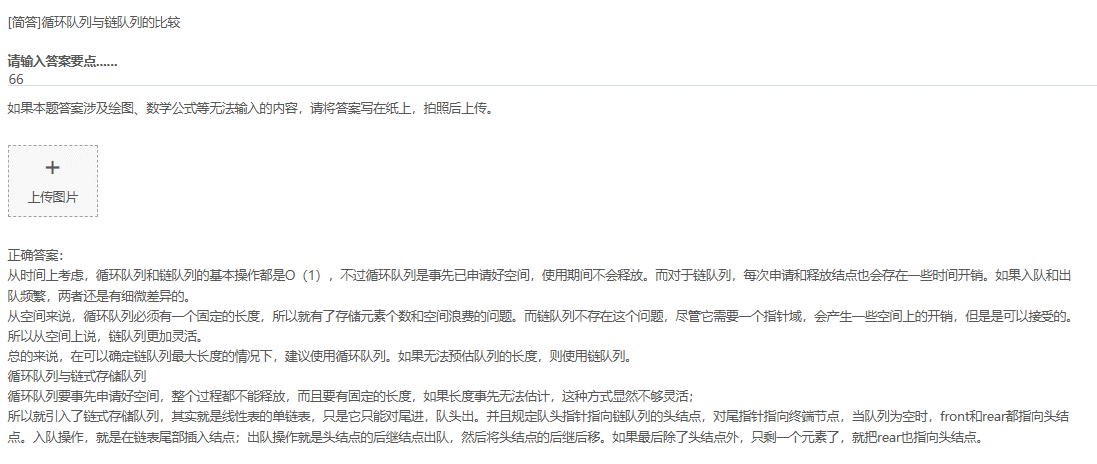 [简答]循环队列与链队列的比较
请输入答案要点......
66
如果本题答案涉及绘图、数学公式等无法输入的内容，请将答案写在纸上，拍照后上传。
+
上传图片
正确答案：
从时间上考虑，循环队列和链队列的基本操作都是O（1），不过循环队列是事先已申请好空间，使用期间不会释放。而对于链队列，每次申请和释放结点也会存在一些时间开销。如果入队和出
队频繁，两者还是有细微差异的。
从空间来说，循环队列必须有一个固定的长度，所以就有了存储元素个数和空间浪费的问题。而链队列不存在这个问题，尽管它需要一个指针域，会产生一些空间上的开销，但是是可以接受的。
所以从空间上说，链队列更加灵活。
总的来说，在可以确定链队列最大长度的情况下，建议使用循环队列。如果无法预估队列的长度，则使用链队列。
循环队列与链式存储队列
循环队列要事先申请好空间，整个过程都不能释放，而且要有固定的长度，如果长度事先无法估计，这种方式显然不够灵活；
所以就引入了链式存储队列，其实就是线性表的单链表，只是它只能对尾进，队头出。并且规定队头指针指向链队列的头结点，对尾指针指向终端节点，当队列为空时，front和rear都指向头结
点。入队操作，就是在链表尾部插入结点；出队操作就是头结点的后继结点出队，然后将头结点的后继后移。如果最后除了头结点外，只剩一个元素了，就把rear也指向头结点。